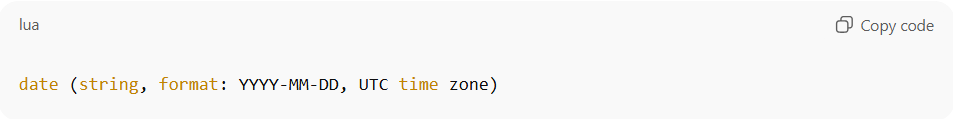 lua
Copy code
date (string, format: YYYY-MM-DD, UTC time zone)